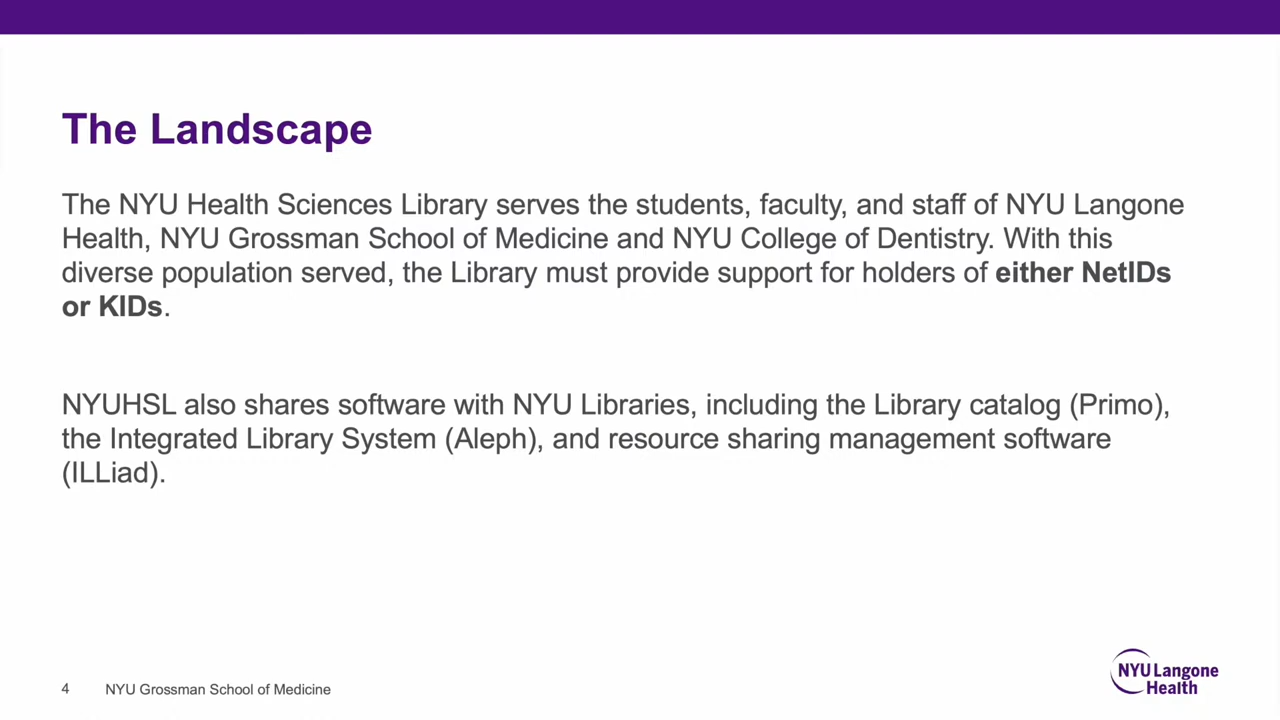 The Landscape
The NYU Health Sciences Library serves the students, faculty, and staff of NYU Langone
Health, NYU Grossman School of Medicine and NYU College of Dentistry. With this
diverse population served, the Library must provide support for holders of either NetIDs
or KIDs.
NYUHSL also shares software with NYU Libraries, including the Library catalog (Primo),
the Integrated Library System (Aleph), and resource sharing management software
(ILLiad).
4 NYU Grossman School of Medicine
NYU Langone
Health